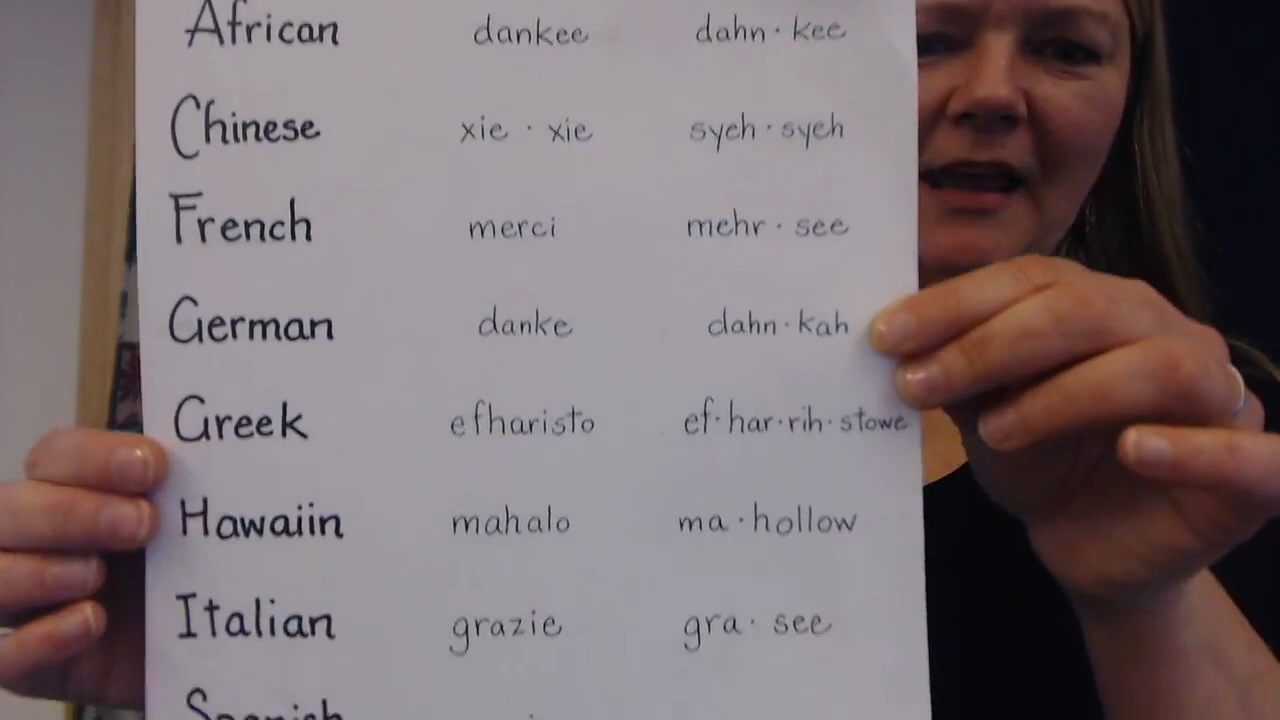 African dankee dahn · kee
Chinese xie · xie syeh · syeh
French merci mehr · see
German danke dahn · kah
Greek efharisto ef · har · rih · stowe
Hawaiin mahalo ma · hollow
Italian grazie gra · see
Spanish